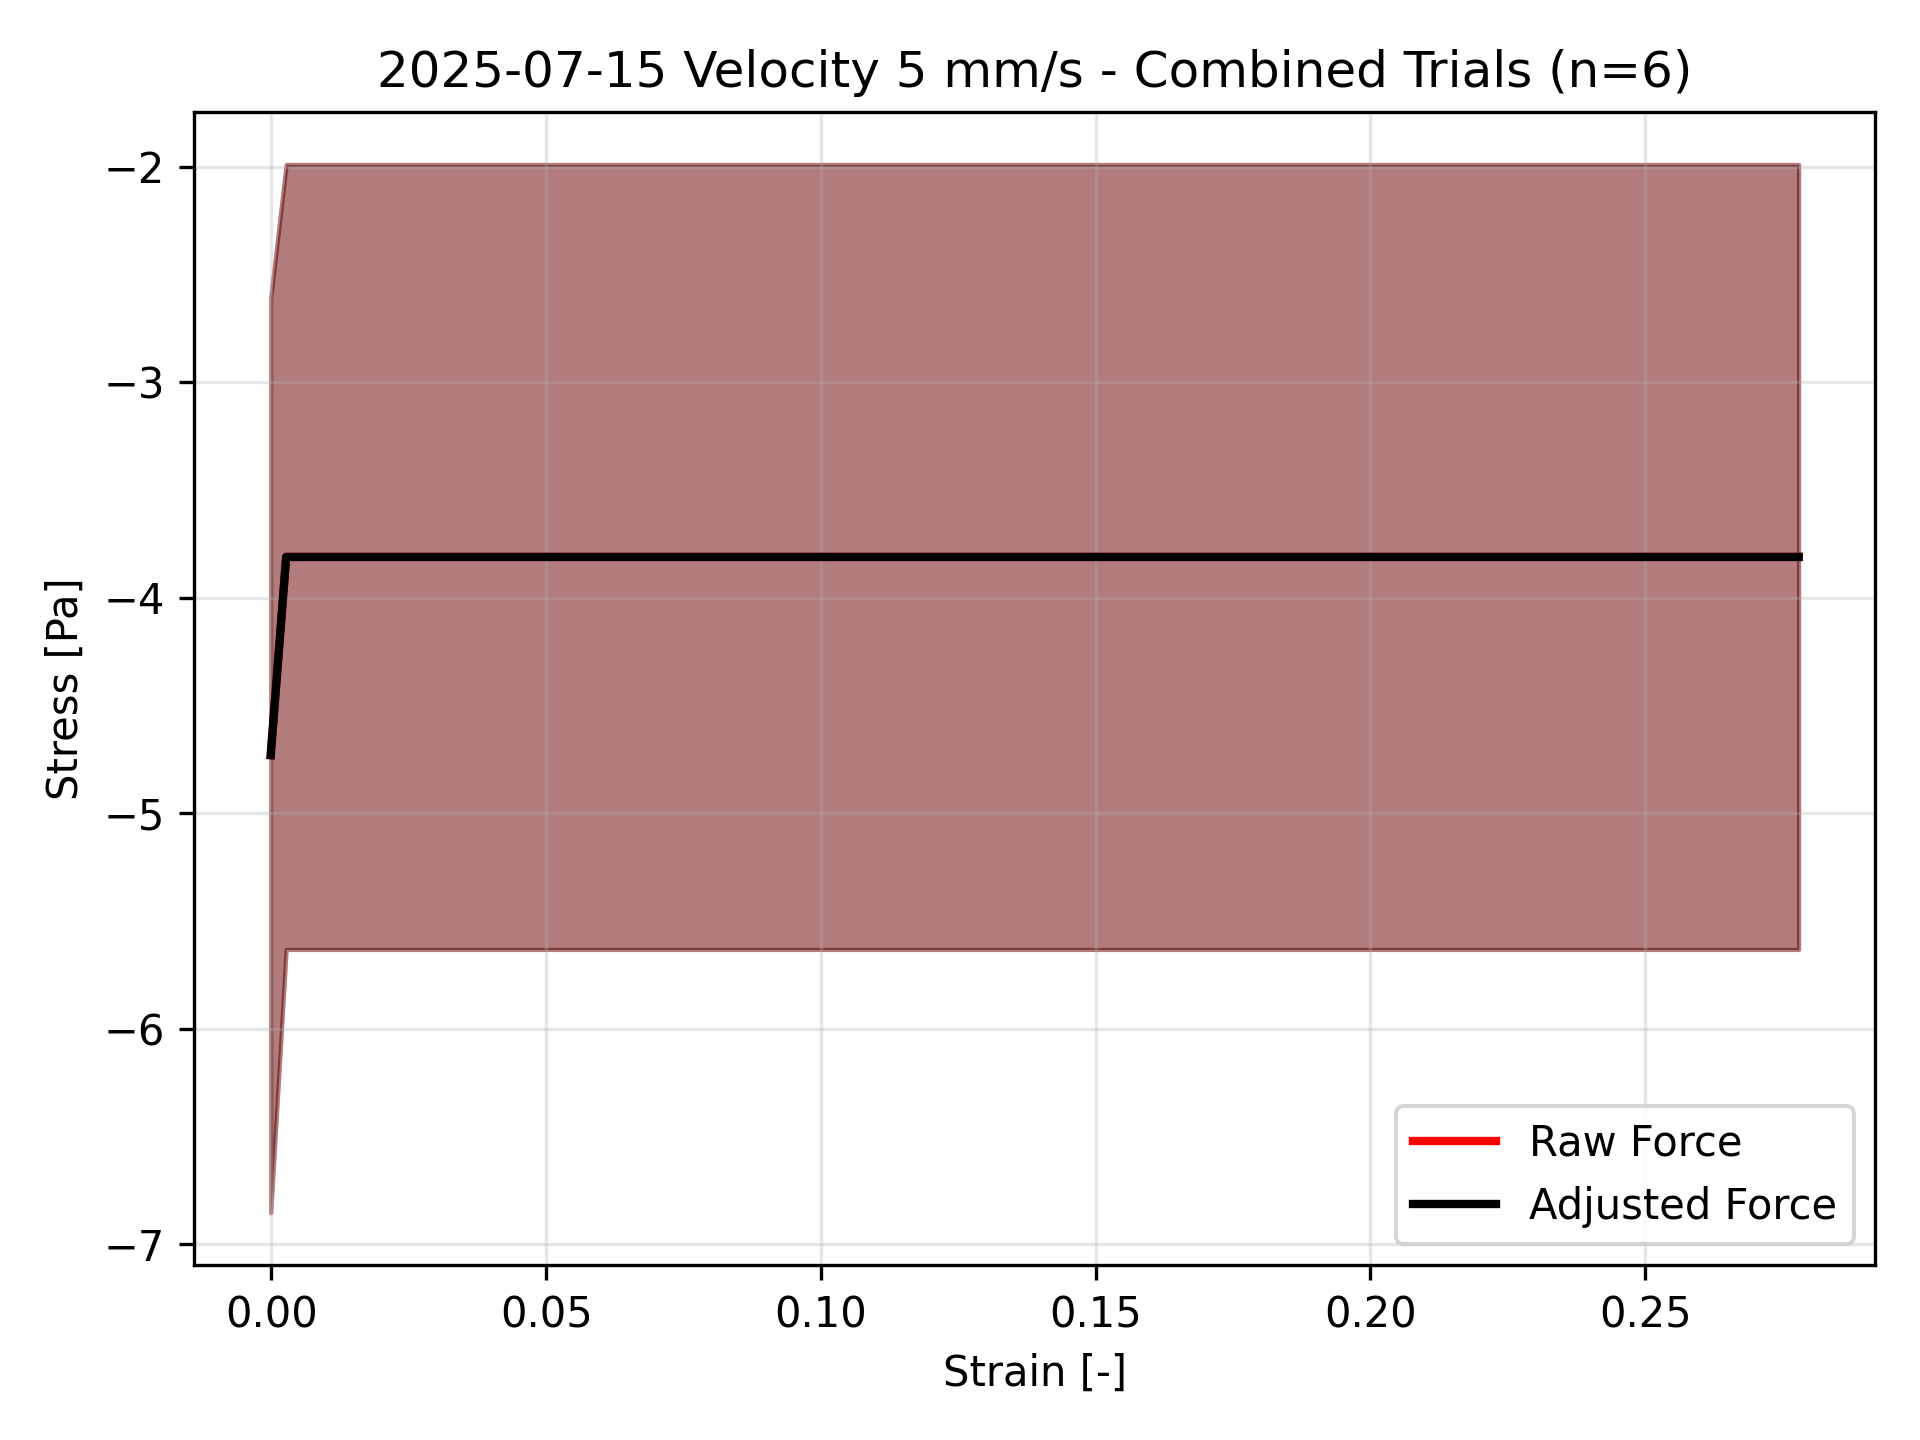 2025-07-15 Velocity 5 mm/s - Combined Trials (n=6)
−2
−3
−4
−5
−6
−7
Stress [Pa]
Raw Force
Adjusted Force
0.00 0.05 0.10 0.15 0.20 0.25
Strain [-]